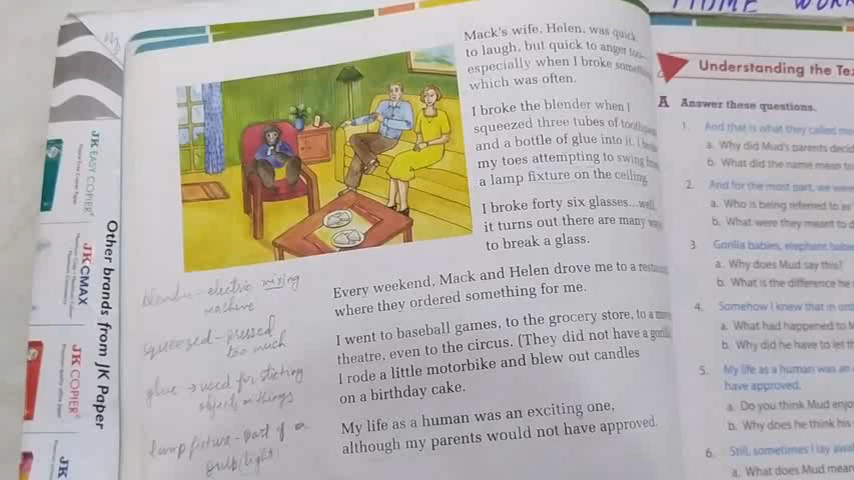 HOME WORK
Mack's wife, Helen, was quick
to laugh, but quick to anger too—
especially when I broke something
which was often.
I broke the blender when I
squeezed three tubes of toothpaste
and a bottle of glue into it. I broke
my toes attempting to swing from
a lamp fixture on the ceiling.
I broke forty six glasses...well,
it turns out there are many ways
to break a glass.
Every weekend, Mack and Helen drove me to a restaurant
where they ordered something for me.
I went to baseball games, to the grocery store, to a movie
theatre, even to the circus. (They did not have a gorilla
I rode a little motorbike and blew out candles
on a birthday cake.
My life as a human was an exciting one,
although my parents would not have approved.
blender - electric mixing
machine
squeezed - pressed
too much
glue → used for sticking
objects or things
lamp fixture - part of a
bulb/light
Other brands from JK Paper
JK EASY COPIER
JKCMAX
JK COPIER
JK
Understanding the Te
A Answer these questions.
1. And that is what they called me
a. Why did Mud's parents decid
b. What did the name mean to
2. And for the most part, we were
a. Who is being referred to as
b. What were they meant to d
3 Gorilla babies, elephant babie
a. Why does Mud say this?
b. What is the difference he
4. Somehow I knew that in ord
a. What had happened to M
b. Why did he have to let th
5. My life as a human was an
have approved.
a. Do you think Mud enjo
b. Why does he think his
6. Still, sometimes I lay awa
a. What does Mud mean